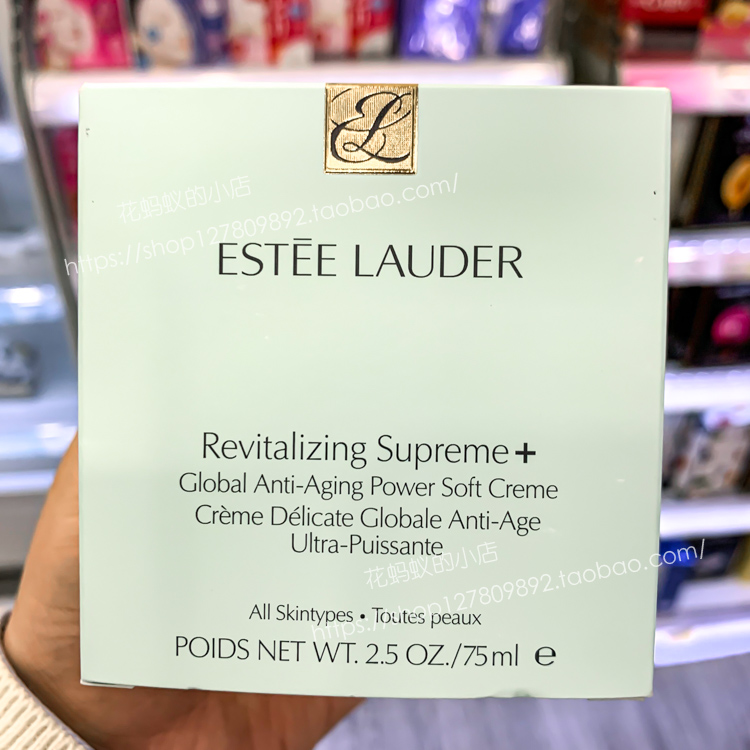 EL
花蚂蚁的小店
https://shop127809892.taobao.com/
ESTĒE LAUDER
Revitalizing Supreme+
Global Anti-Aging Power Soft Creme
Crème Délicate Globale Anti-Age
Ultra-Puissante
花蚂蚁的小店
https://shop127809892.taobao.com/
All Skintypes • Toutes peaux
POIDS NET WT. 2.5 OZ./75ml ℮